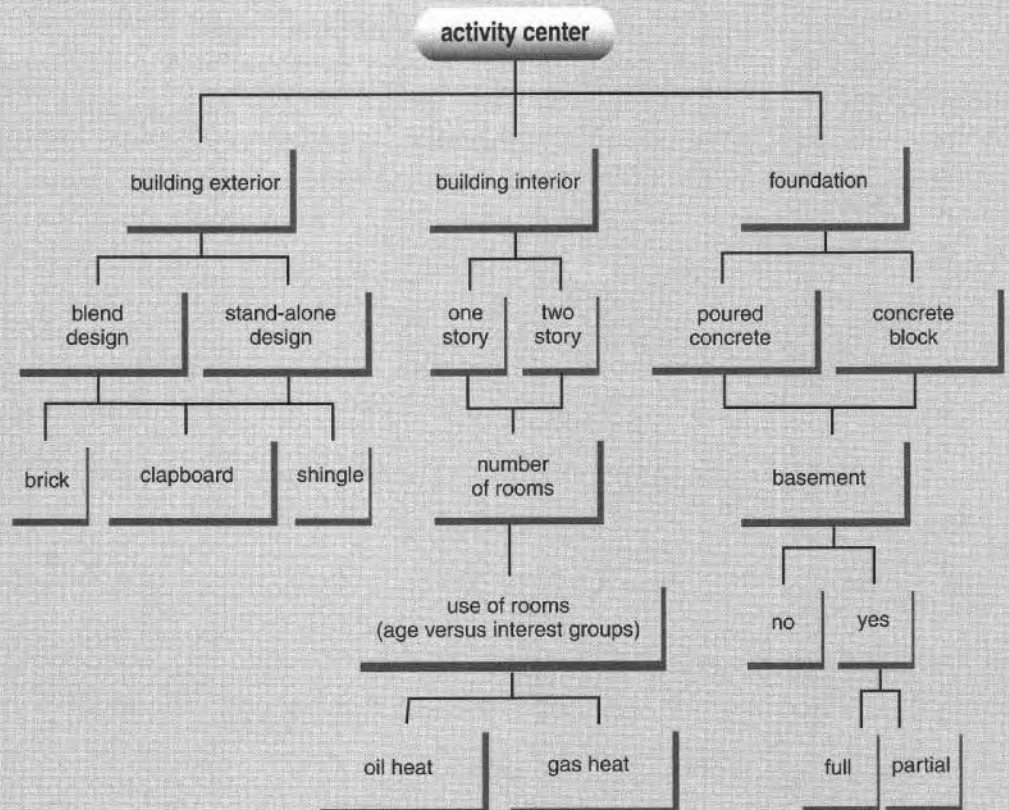 activity center
building exterior
building interior
foundation
blend
design
stand-alone
design
one
story
two
story
poured
concrete
concrete
block
brick
clapboard
shingle
number
of rooms
basement
use of rooms
(age versus interest groups)
no
yes
oil heat
gas heat
full
partial